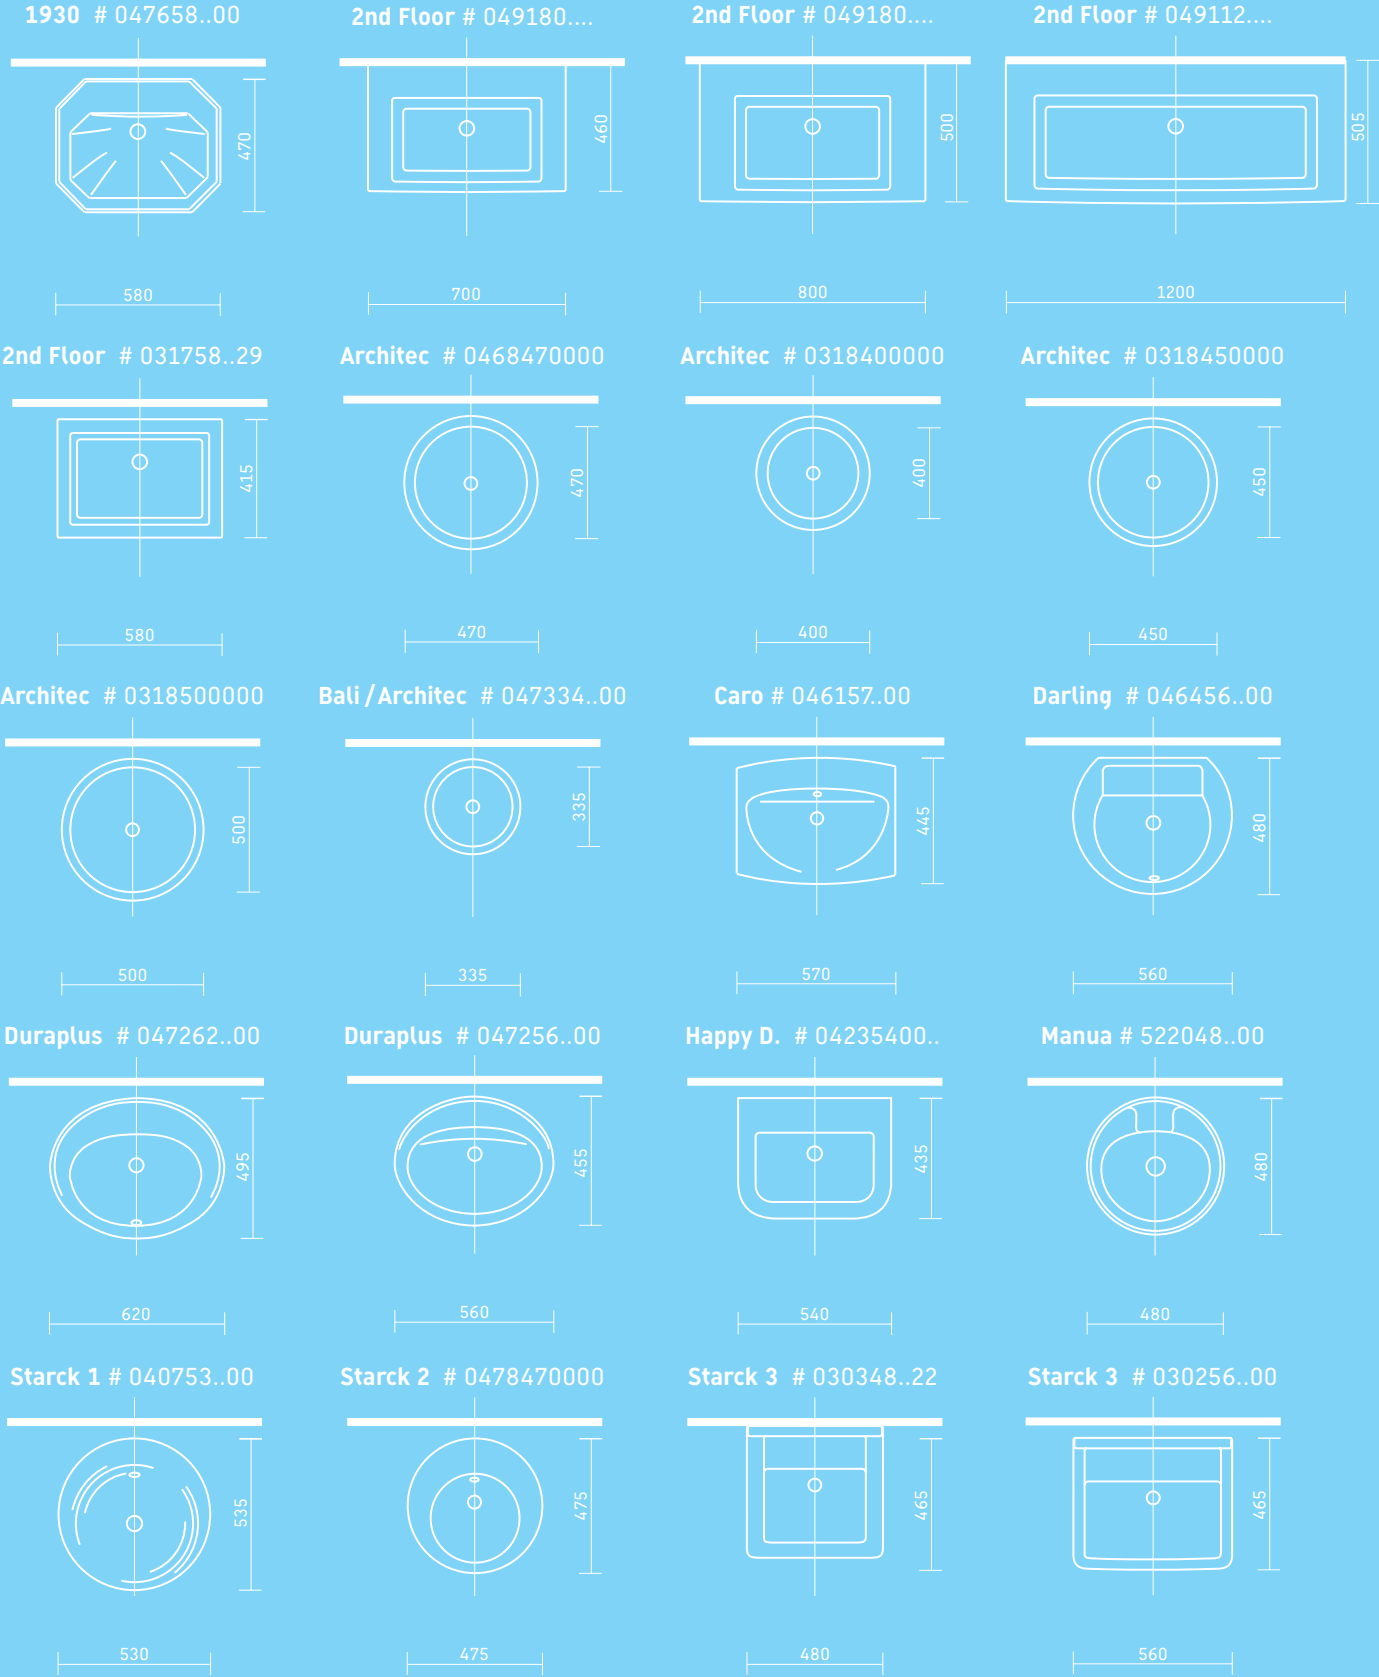 1930 # 047658..00
2nd Floor # 049180....
2nd Floor # 049180....
2nd Floor # 049112....
470
460
500
505
580
700
800
1200
2nd Floor # 031758..29
Architec # 0468470000
Architec # 0318400000
Architec # 0318450000
415
470
400
450
580
470
400
450
Architec # 0318500000
Bali / Architec # 047334..00
Caro # 046157..00
Darling # 046456..00
500
335
445
480
500
335
570
560
Duraplus # 047262..00
Duraplus # 047256..00
Happy D. # 04235400..
Manua # 522048..00
495
455
435
480
620
560
540
480
Starck 1 # 040753..00
Starck 2 # 0478470000
Starck 3 # 030348..22
Starck 3 # 030256..00
535
475
465
465
530
475
480
560